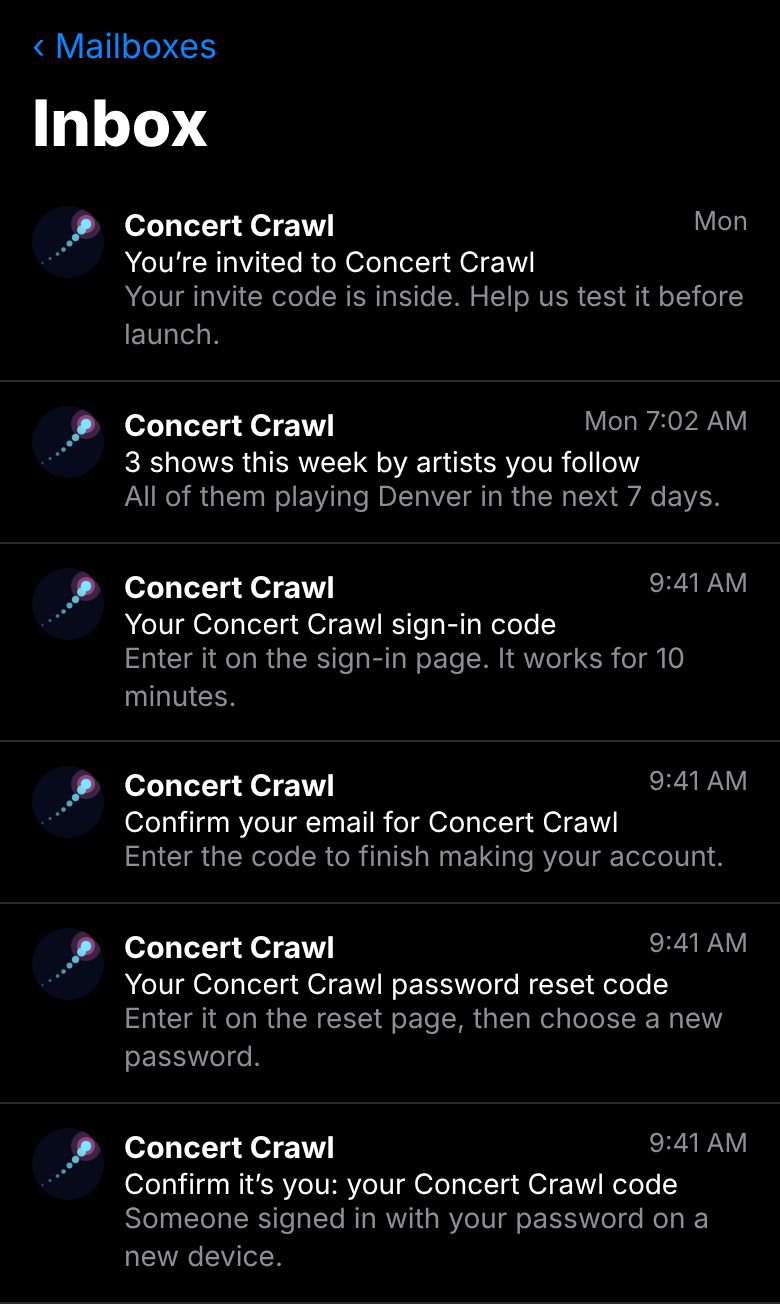 ‹ Mailboxes
Inbox
Concert Crawl
Mon
You’re invited to Concert Crawl
Your invite code is inside. Help us test it before
launch.
Concert Crawl
Mon 7:02 AM
3 shows this week by artists you follow
All of them playing Denver in the next 7 days.
Concert Crawl
9:41 AM
Your Concert Crawl sign-in code
Enter it on the sign-in page. It works for 10
minutes.
Concert Crawl
9:41 AM
Confirm your email for Concert Crawl
Enter the code to finish making your account.
Concert Crawl
9:41 AM
Your Concert Crawl password reset code
Enter it on the reset page, then choose a new
password.
Concert Crawl
9:41 AM
Confirm it’s you: your Concert Crawl code
Someone signed in with your password on a
new device.